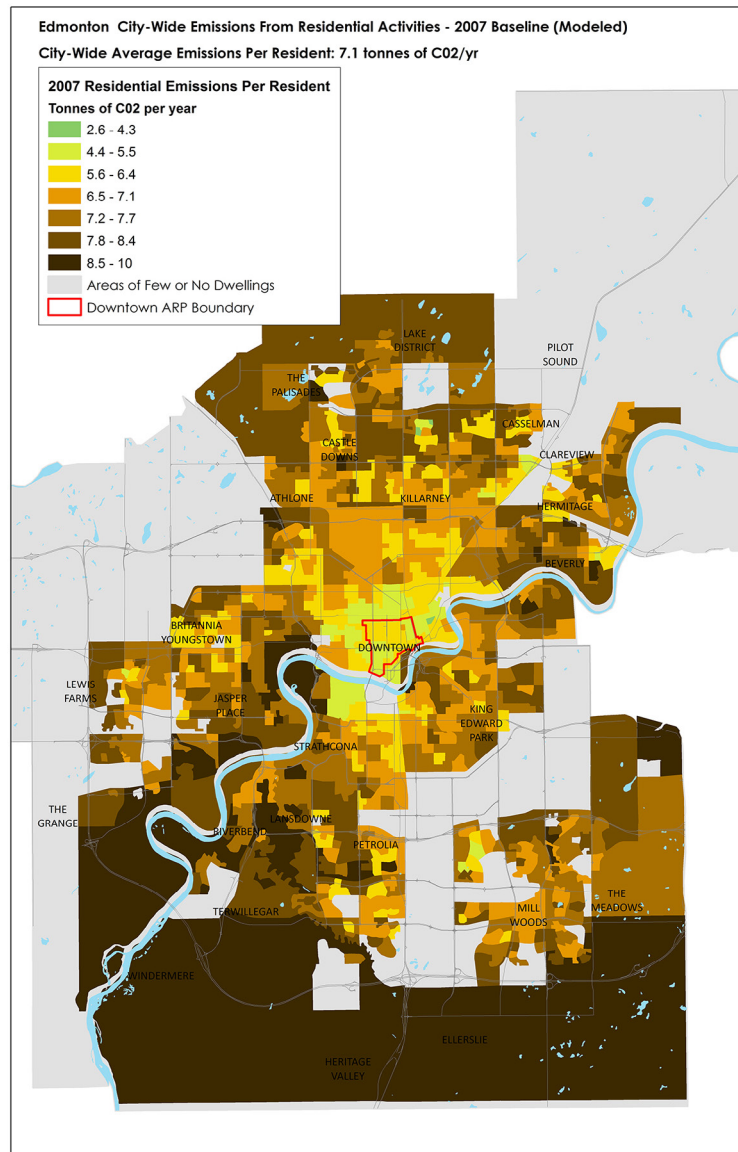 Edmonton City-Wide Emissions From Residential Activities - 2007 Baseline (Modeled)
City-Wide Average Emissions Per Resident: 7.1 tonnes of C02/yr
2007 Residential Emissions Per Resident
Tonnes of C02 per year
2.6 - 4.3
4.4 - 5.5
5.6 - 6.4
6.5 - 7.1
7.2 - 7.7
7.8 - 8.4
8.5 - 10
Areas of Few or No Dwellings
Downtown ARP Boundary
LAKE
DISTRICT
PILOT
SOUND
THE
PALISADES
CASSELMAN
CASTLE
DOWNS
CLAREVIEW
ATHLONE
KILLARNEY
HERMITAGE
BEVERLY
BRITANNIA
YOUNGSTOWN
DOWNTOWN
LEWIS
FARMS
JASPER
PLACE
KING
EDWARD
PARK
STRATHCONA
THE
GRANGE
LANSDOWNE
RIVERBEND
PETROLIA
THE
MEADOWS
TERWILLEGAR
MILL
WOODS
WINDERMERE
ELLERSLIE
HERITAGE
VALLEY